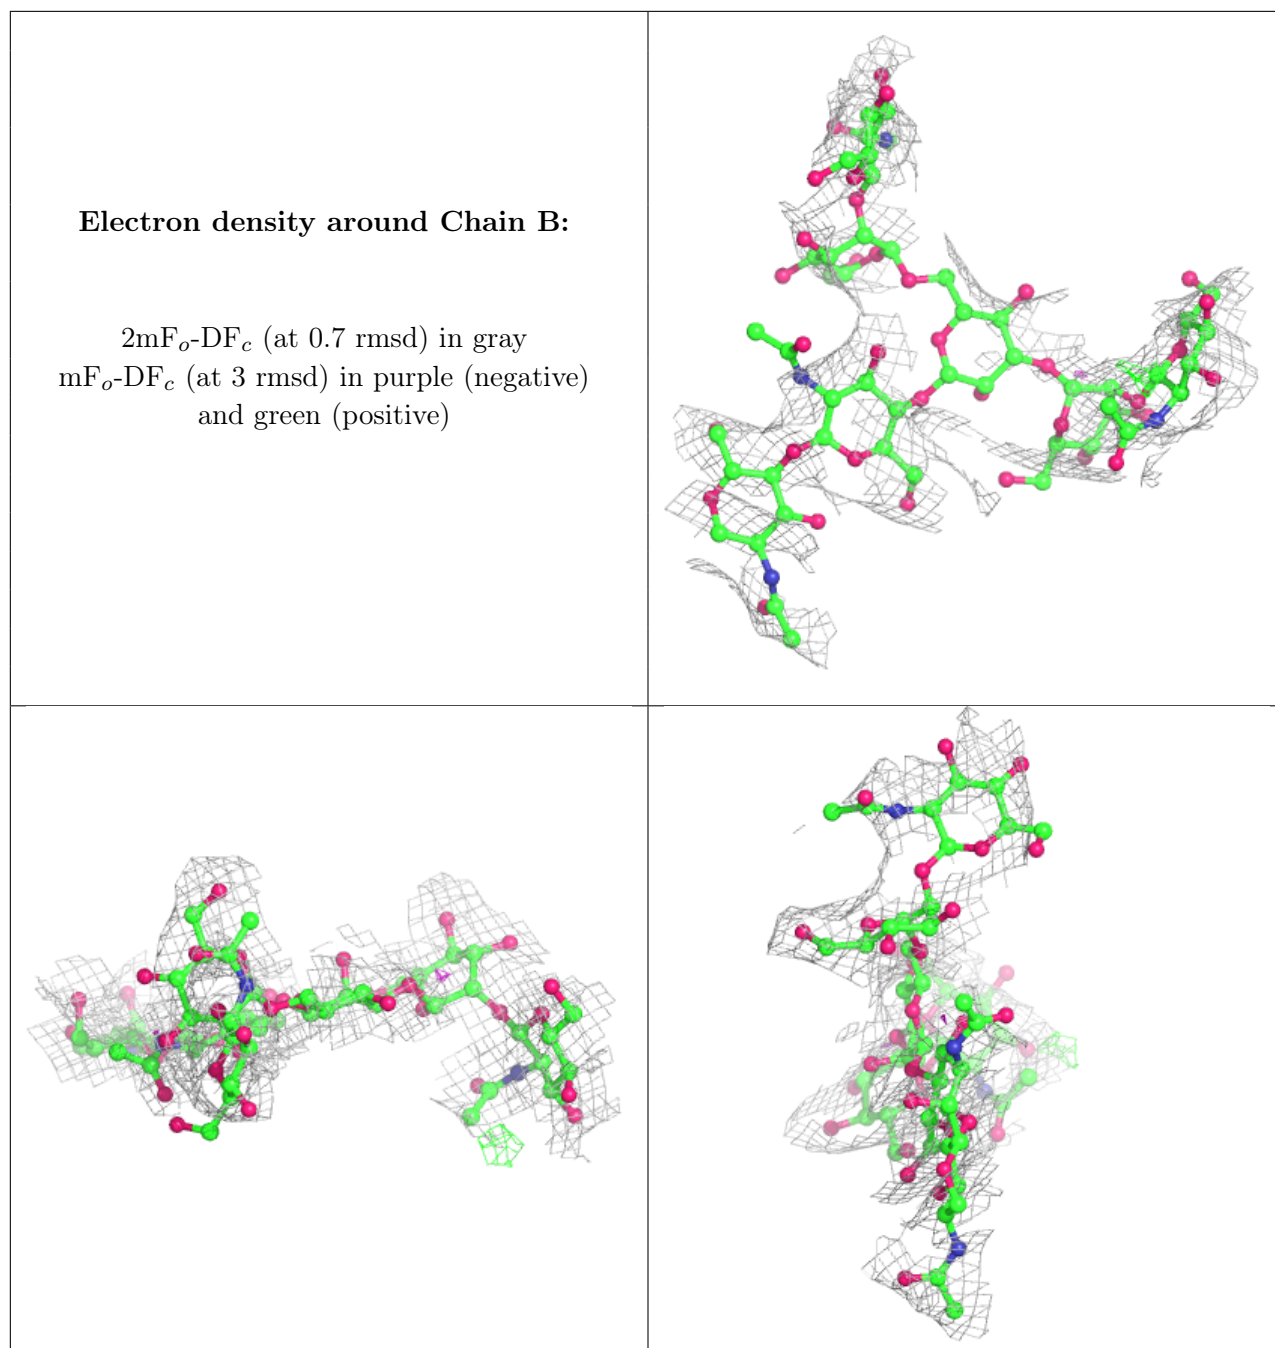 Electron density around Chain B:
2mFₒ-DF𝒸 (at 0.7 rmsd) in gray
mFₒ-DF𝒸 (at 3 rmsd) in purple (negative)
and green (positive)